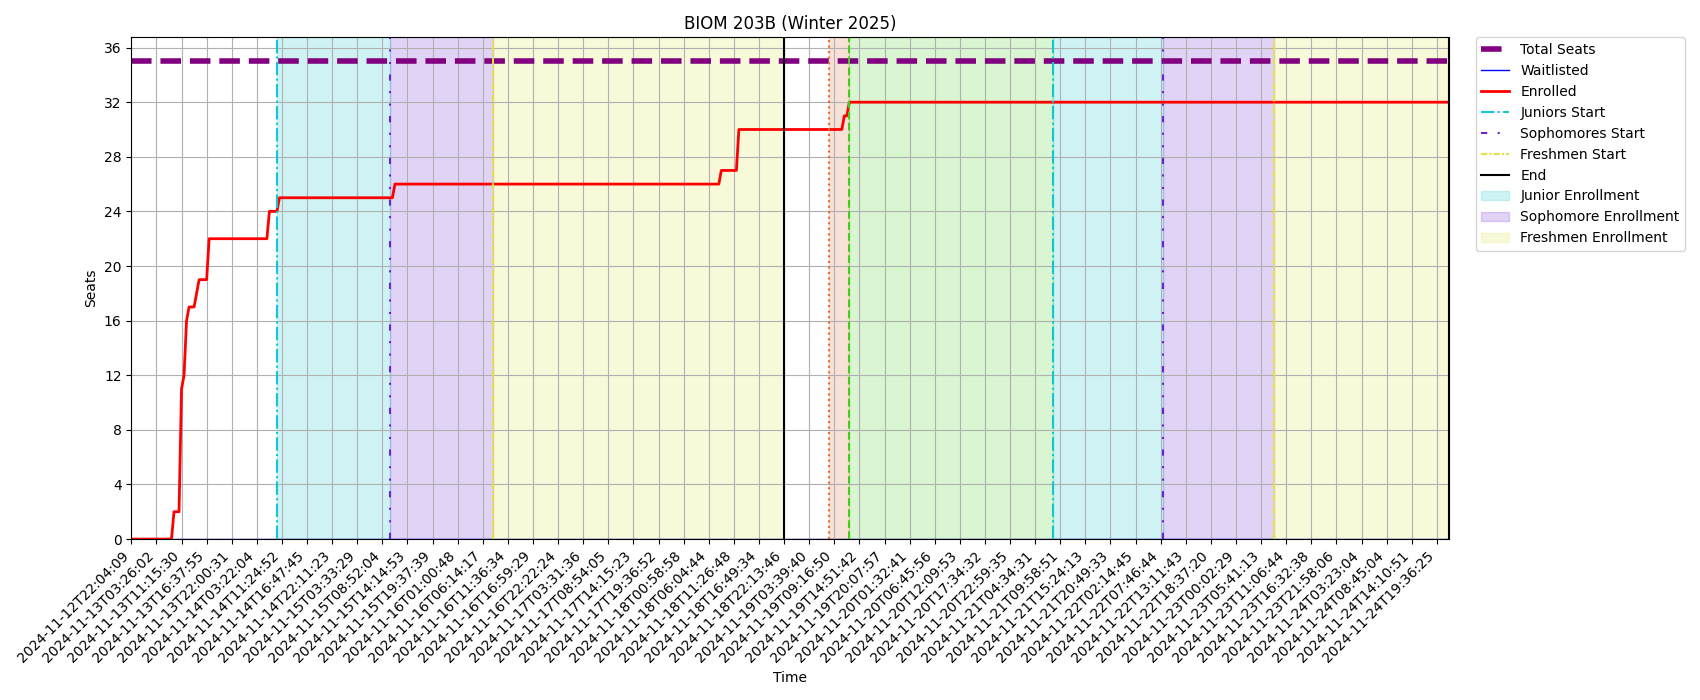 BIOM 203B (Winter 2025)
Seats
36
32
28
24
20
16
12
8
4
0
2024-11-12T22:04:09
2024-11-13T03:26:02
2024-11-13T11:15:30
2024-11-13T16:37:55
2024-11-13T22:00:31
2024-11-14T03:22:04
2024-11-14T11:24:52
2024-11-14T16:47:45
2024-11-14T22:11:23
2024-11-15T03:33:29
2024-11-15T08:52:04
2024-11-15T14:14:53
2024-11-15T19:37:39
2024-11-16T01:00:48
2024-11-16T06:14:17
2024-11-16T11:36:34
2024-11-16T16:59:29
2024-11-16T22:22:24
2024-11-17T03:31:36
2024-11-17T08:54:05
2024-11-17T14:15:23
2024-11-17T19:36:52
2024-11-18T00:58:58
2024-11-18T06:04:44
2024-11-18T11:26:48
2024-11-18T16:49:34
2024-11-18T22:13:46
2024-11-19T03:39:40
2024-11-19T09:16:50
2024-11-19T14:51:42
2024-11-19T20:07:57
2024-11-20T01:32:41
2024-11-20T06:45:56
2024-11-20T12:09:53
2024-11-20T17:34:32
2024-11-20T22:59:35
2024-11-21T04:34:31
2024-11-21T09:58:51
2024-11-21T15:24:13
2024-11-21T20:49:33
2024-11-22T02:14:45
2024-11-22T07:46:44
2024-11-22T13:11:43
2024-11-22T18:37:20
2024-11-23T00:02:29
2024-11-23T05:41:13
2024-11-23T11:06:44
2024-11-23T16:32:38
2024-11-23T21:58:06
2024-11-24T03:23:04
2024-11-24T08:45:04
2024-11-24T14:10:51
2024-11-24T19:36:25
Time
Total Seats
Waitlisted
Enrolled
Juniors Start
Sophomores Start
Freshmen Start
End
Junior Enrollment
Sophomore Enrollment
Freshmen Enrollment